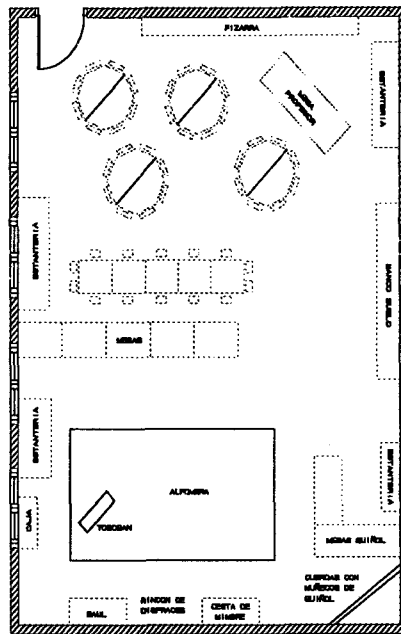 PIZARRA
MESA
PROFESOR
ESTANTERIA
ESTANTERIA
BANCO SUELO
MESAS
ESTANTERIA
ALFOMBRA
TOBOGAN
CAJA
ESTANTERIA
MESAS GUIÑOL
CUERDAS CON
MUÑECOS DE
GUIÑOL
BAUL
RINCON DE
DISFRACES
CESTA DE
MIMBRE